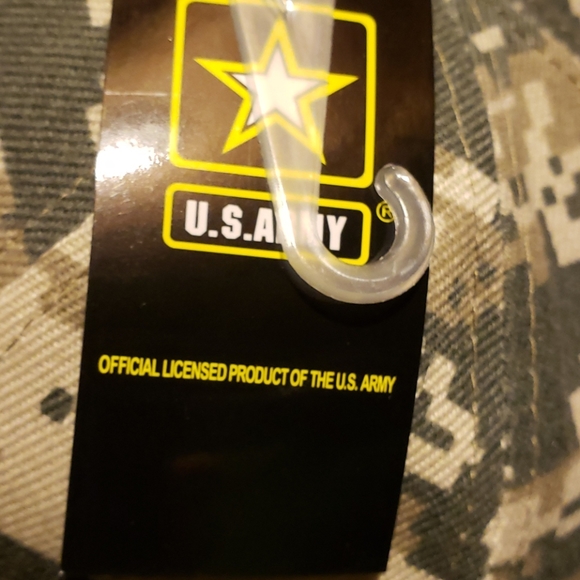 U.S.ARMY
®
OFFICIAL LICENSED PRODUCT OF THE U.S. ARMY